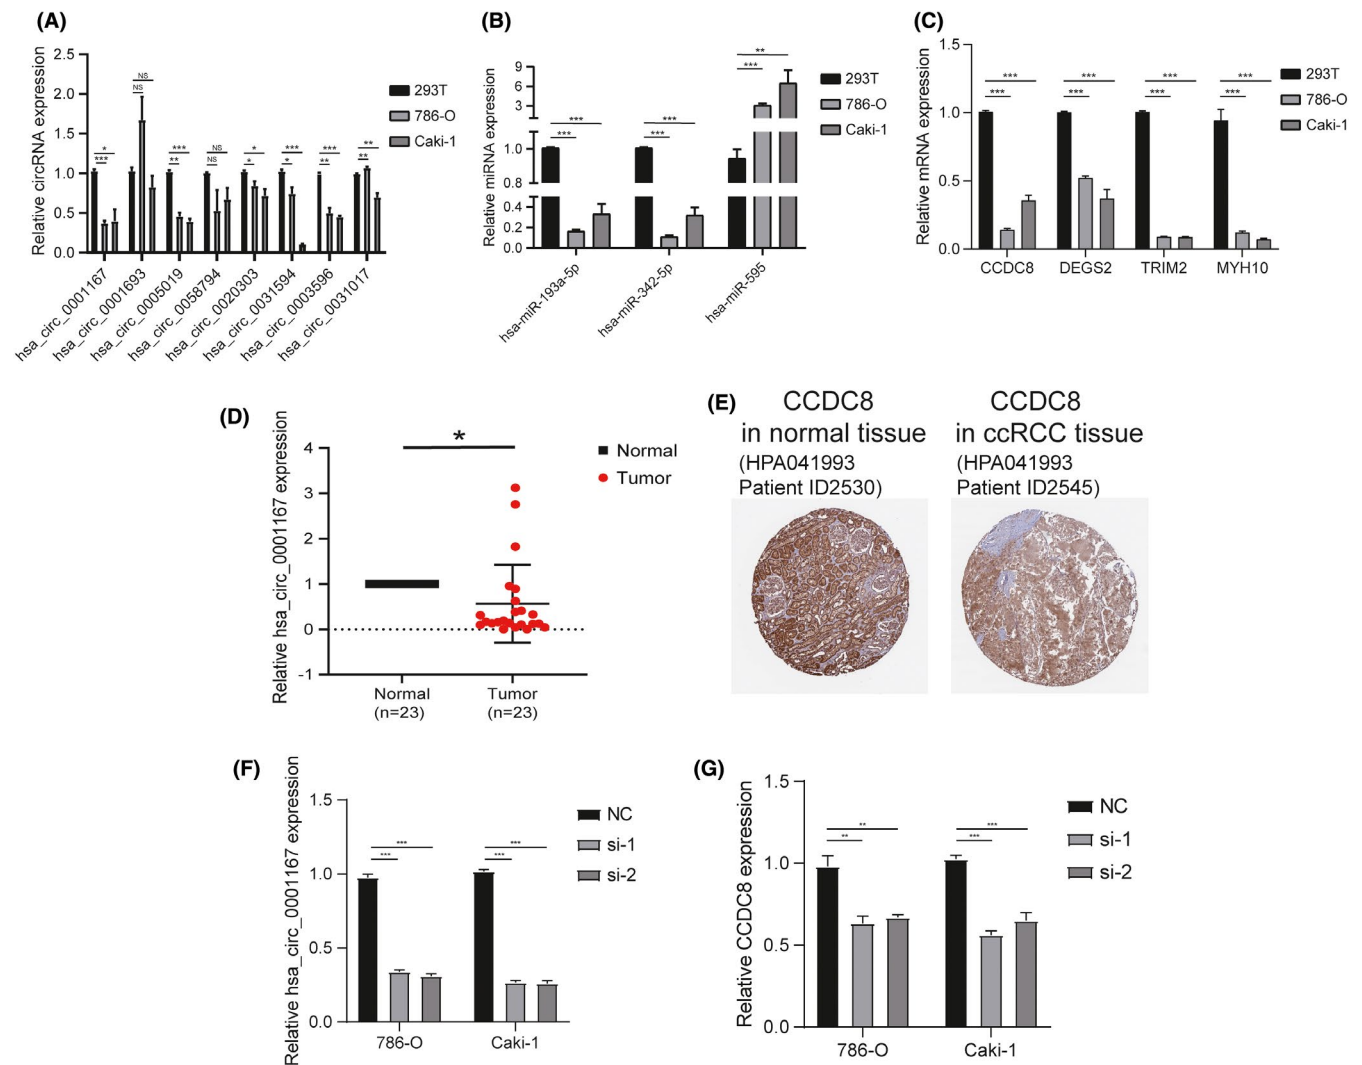 (A)
Relative circRNA expression
2.5
2.0
1.5
1.0
0.5
0.0
NS
NS
***
*
**
***
NS
NS
*
*
*
***
**
***
**
**
293T
786-O
Caki-1
hsa_circ_0001167
hsa_circ_0001693
hsa_circ_0005019
hsa_circ_0058794
hsa_circ_0020303
hsa_circ_0031594
hsa_circ_0003596
hsa_circ_0031017
(B)
Relative miRNA expression
9
6
3
1.0
0.8
0.4
0.2
0.0
***
***
***
***
**
***
293T
786-O
Caki-1
hsa-miR-193a-5p
hsa-miR-342-5p
hsa-miR-595
(C)
Relative mRNA expression
1.5
1.0
0.5
0.0
***
***
***
***
***
***
***
***
293T
786-O
Caki-1
CCDC8
DEGS2
TRIM2
MYH10
(D)
Relative hsa_circ_0001167 expression
4
3
2
1
0
-1
*
Normal
Tumor
Normal
(n=23)
Tumor
(n=23)
(E)
CCDC8
in normal tissue
(HPA041993
Patient ID2530)
CCDC8
in ccRCC tissue
(HPA041993
Patient ID2545)
(F)
Relative hsa_circ_0001167 expression
1.5
1.0
0.5
0.0
***
***
***
***
NC
si-1
si-2
786-O
Caki-1
(G)
Relative CCDC8 expression
1.5
1.0
0.5
0.0
**
**
***
***
NC
si-1
si-2
786-O
Caki-1